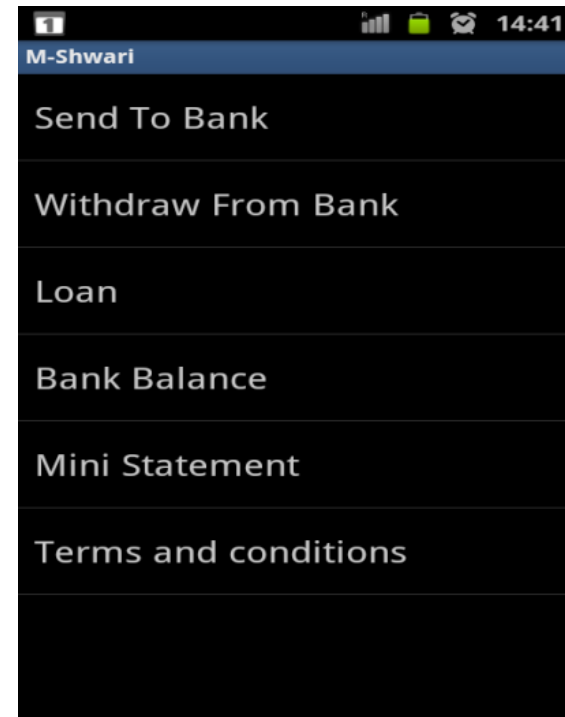 1
14:41
M-Shwari
Send To Bank
Withdraw From Bank
Loan
Bank Balance
Mini Statement
Terms and conditions